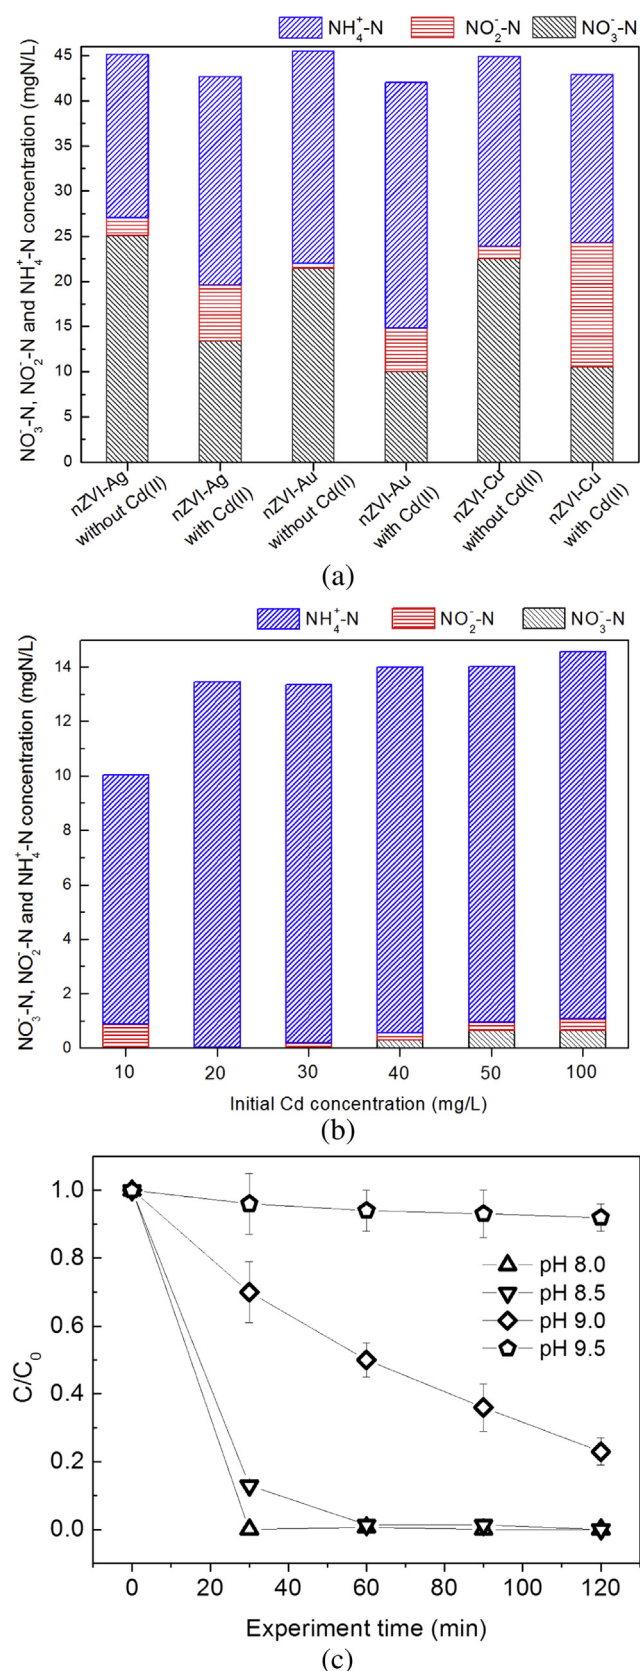 NH₄⁺-N NO₂⁻-N NO₃⁻-N
NO₃⁻-N, NO₂⁻-N and NH₄⁺-N concentration (mgN/L)
45
40
35
30
25
20
15
10
5
0
nZVI-Ag
without Cd(II)
nZVI-Ag
with Cd(II)
nZVI-Au
without Cd(II)
nZVI-Au
with Cd(II)
nZVI-Cu
without Cd(II)
nZVI-Cu
with Cd(II)
(a)
NH₄⁺-N NO₂⁻-N NO₃⁻-N
NO₃⁻-N, NO₂⁻-N and NH₄⁺-N concentration (mgN/L)
14
12
10
8
6
4
2
0
10 20 30 40 50 100
Initial Cd concentration (mg/L)
(b)
C/C₀
1.0
0.8
0.6
0.4
0.2
0.0
pH 8.0
pH 8.5
pH 9.0
pH 9.5
0 20 40 60 80 100 120
Experiment time (min)
(c)